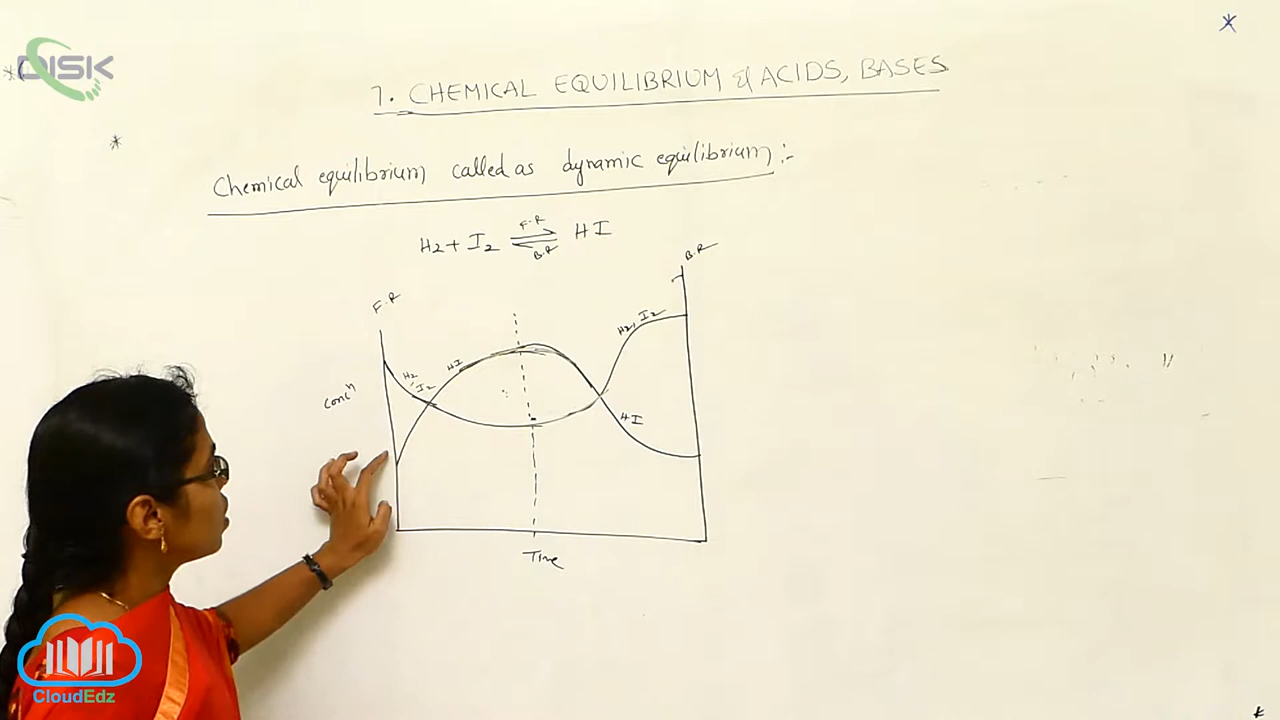 DISK
7. CHEMICAL EQUILIBRIUM & ACIDS, BASES
Chemical equilibrium called as dynamic equilibrium :-
F.R
H2 + I2 ⇌ HI
B.R
B.R
F.R
H2, I2
HI
H2, I2
concⁿ
HI
Time
CloudEdz